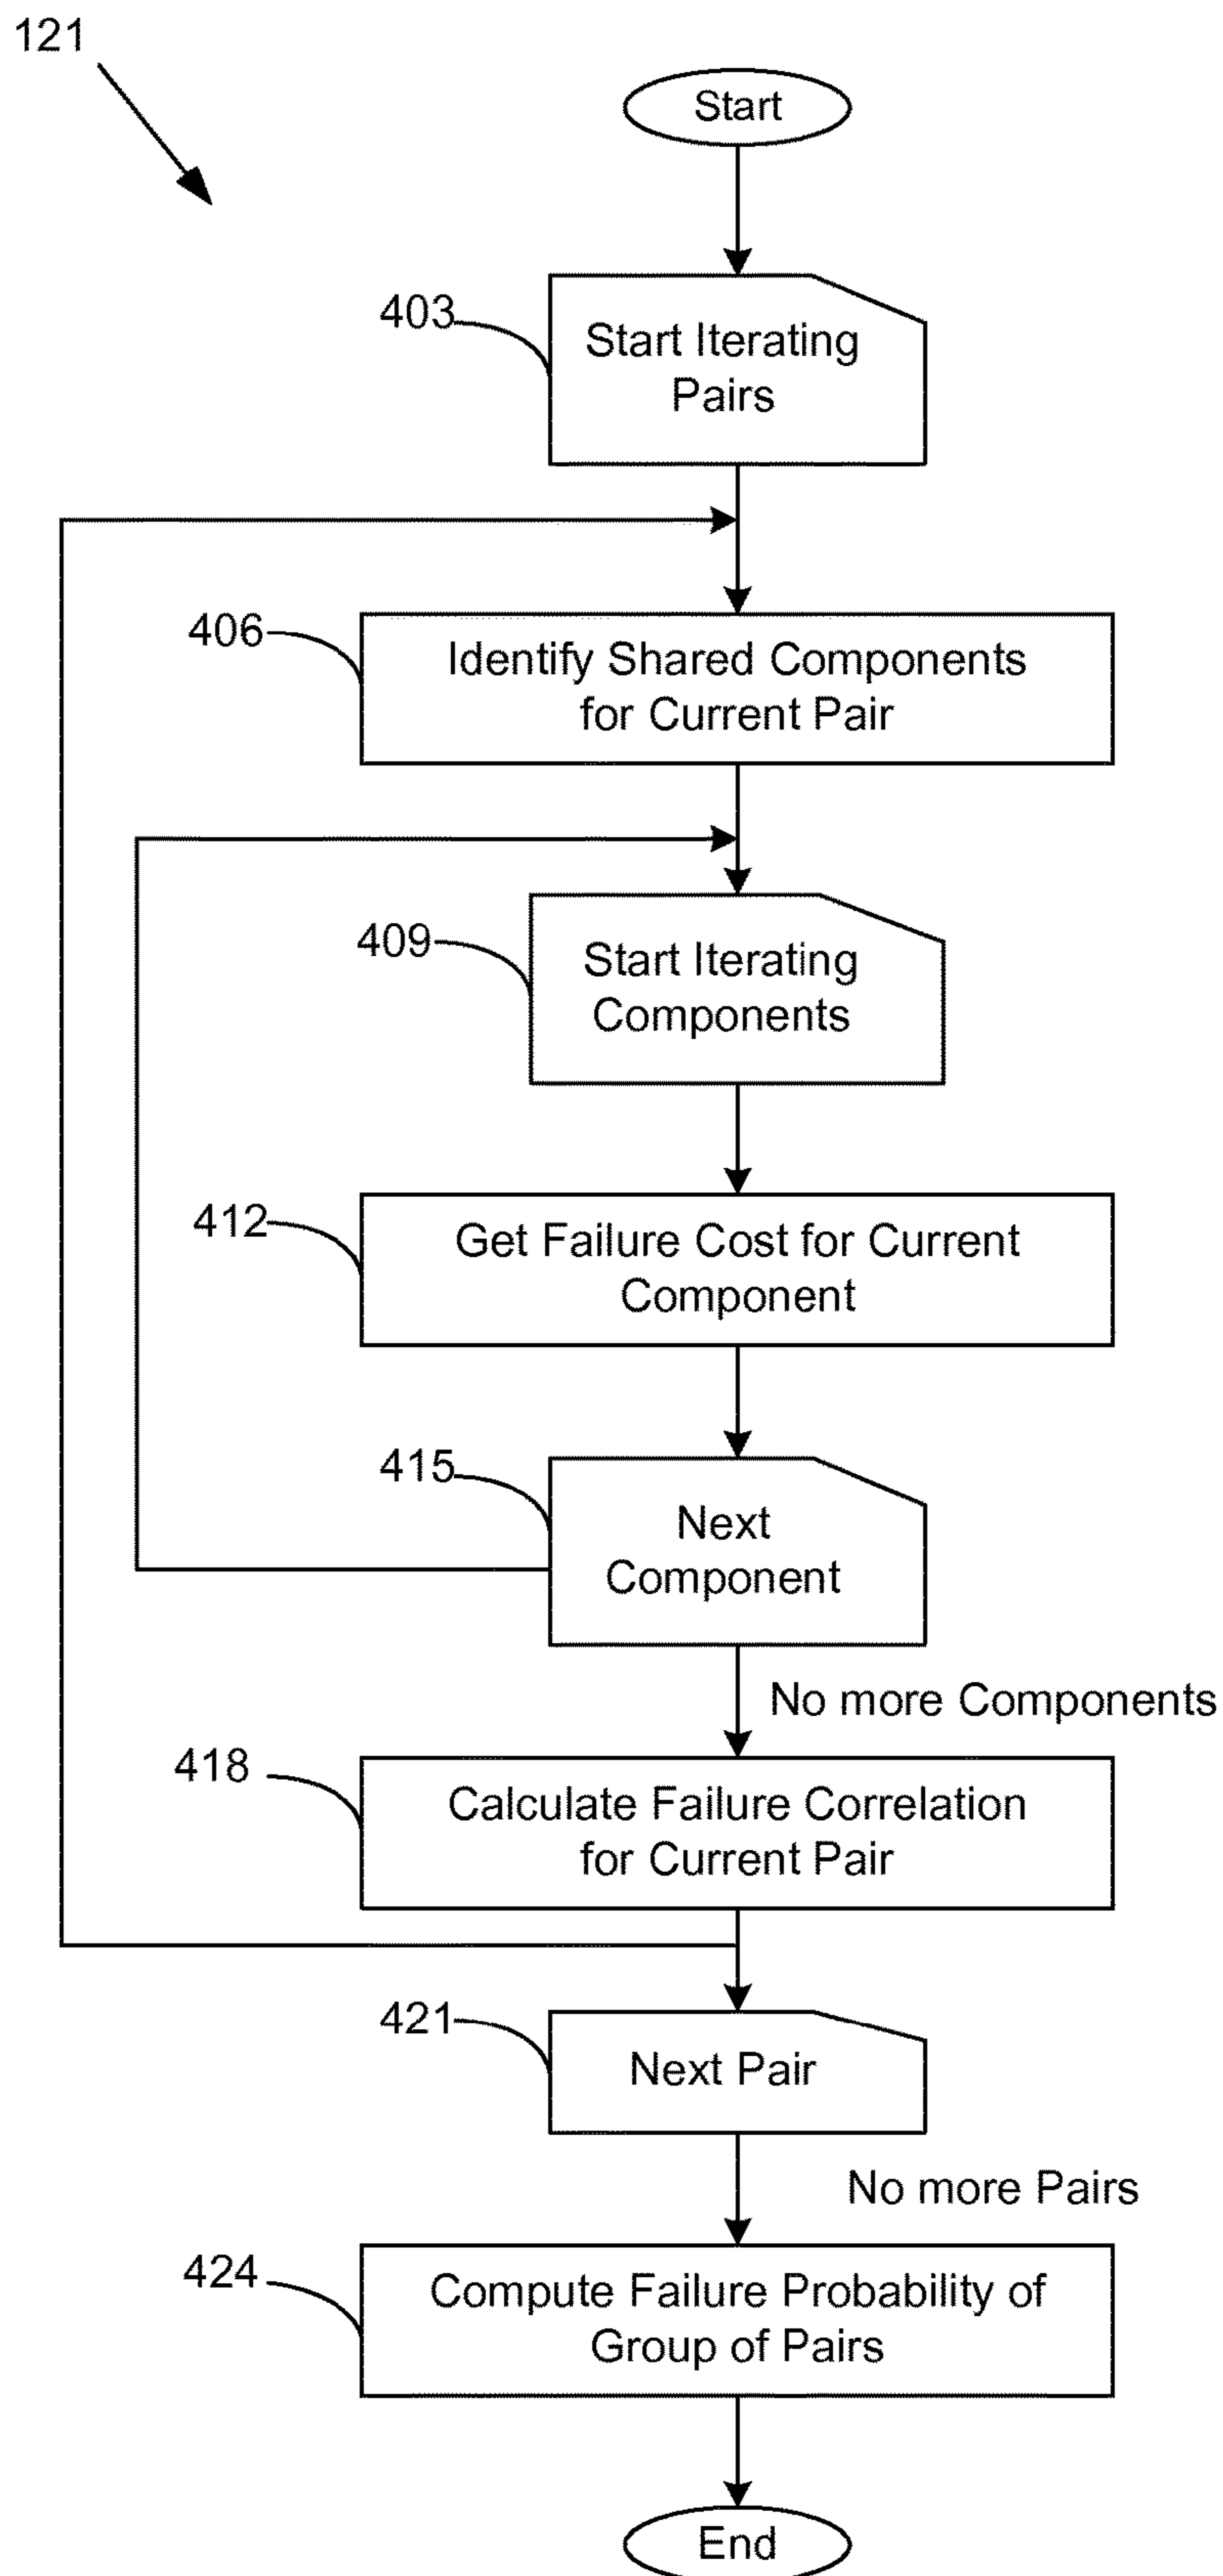 121
Start
403
Start Iterating
Pairs
406
Identify Shared Components
for Current Pair
409
Start Iterating
Components
412
Get Failure Cost for Current
Component
415
Next
Component
No more Components
418
Calculate Failure Correlation
for Current Pair
421
Next Pair
No more Pairs
424
Compute Failure Probability of
Group of Pairs
End